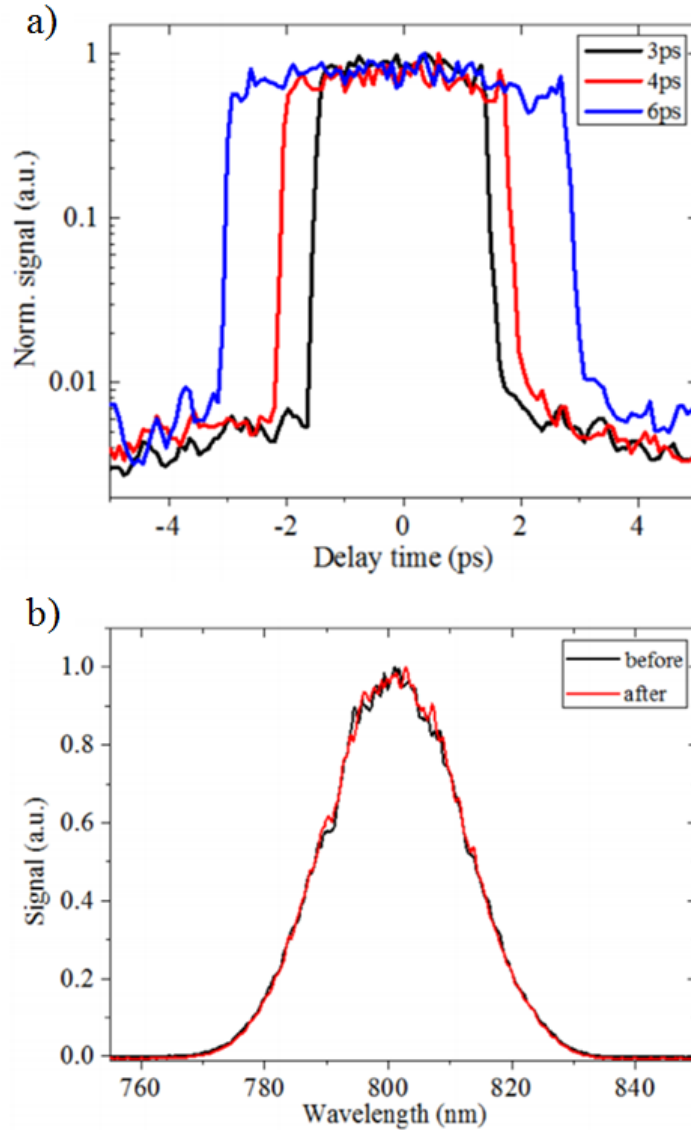 a)
1
0.1
0.01
Norm. signal (a.u.)
3ps
4ps
6ps
-4
-2
0
2
4
Delay time (ps)
b)
1.0
0.8
0.6
0.4
0.2
0.0
Signal (a.u.)
before
after
760
780
800
820
840
Wavelength (nm)